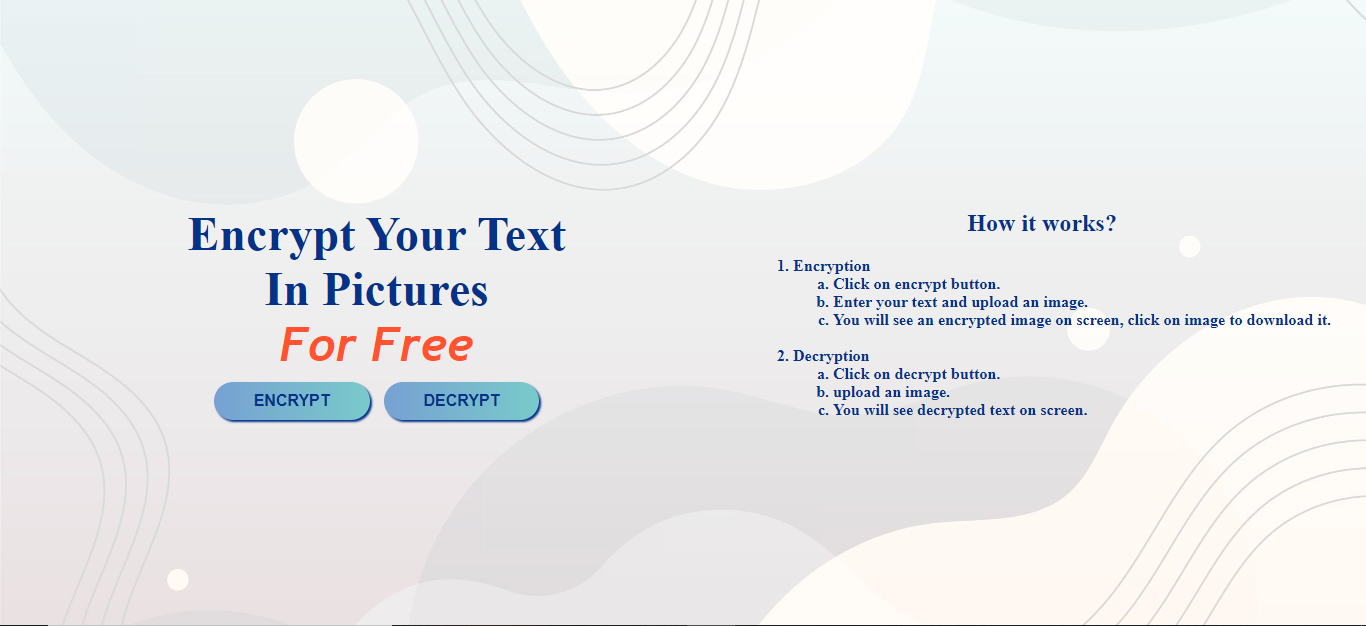 Encrypt Your Text
In Pictures
For Free
ENCRYPT
DECRYPT
How it works?
1. Encryption
a. Click on encrypt button.
b. Enter your text and upload an image.
c. You will see an encrypted image on screen, click on image to download it.
2. Decryption
a. Click on decrypt button.
b. upload an image.
c. You will see decrypted text on screen.